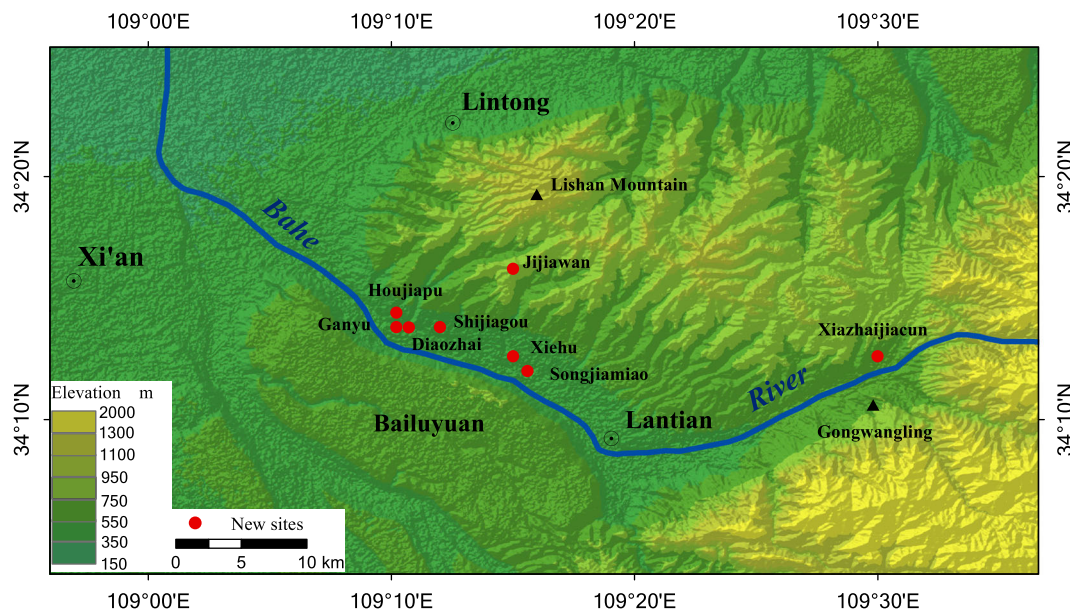 109°00'E 109°10'E 109°20'E 109°30'E
34°20'N
34°20'N
34°10'N
34°10'N
Lintong
Lishan Mountain
Bahe
Xi'an
Jijiawan
Houjiapu
Ganyu
Shijiagou
Diaozhai
Xiehu
Xiazhaijiacun
Songjiamiao
River
Bailuyuan
Lantian
Gongwangling
Elevation m
2000
1300
1100
950
750
550
350
150
New sites
0 5 10 km
109°00'E 109°10'E 109°20'E 109°30'E